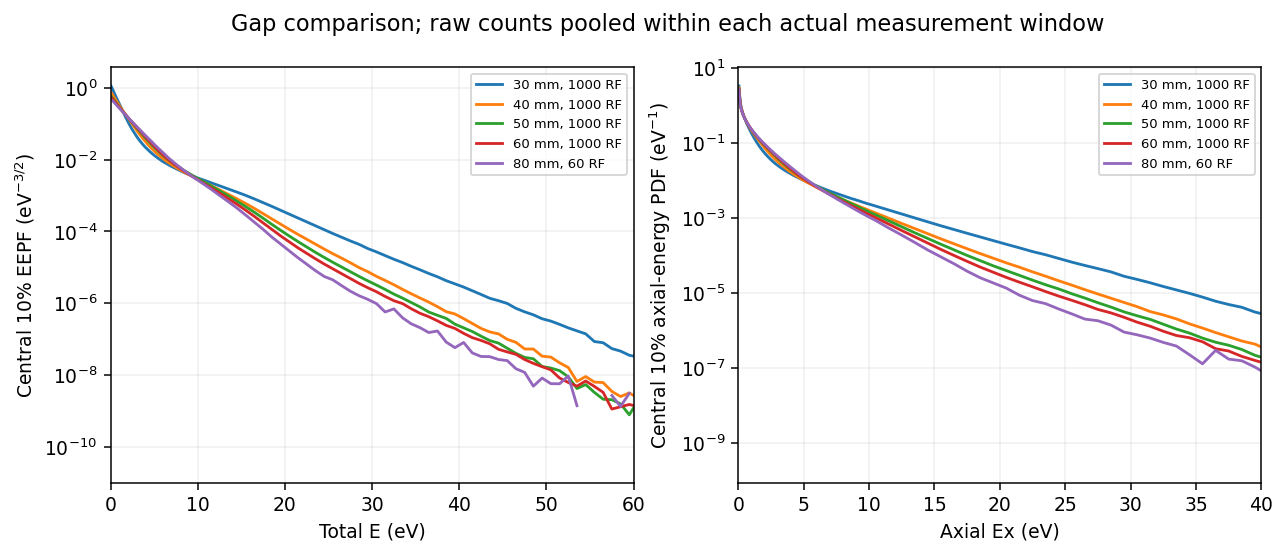 Gap comparison; raw counts pooled within each actual measurement window
Central 10% EEPF (eV⁻³/²)
10⁰
10⁻²
10⁻⁴
10⁻⁶
10⁻⁸
10⁻¹⁰
30 mm, 1000 RF
40 mm, 1000 RF
50 mm, 1000 RF
60 mm, 1000 RF
80 mm, 60 RF
0 10 20 30 40 50 60
Total E (eV)
Central 10% axial-energy PDF (eV⁻¹)
10¹
10⁻¹
10⁻³
10⁻⁵
10⁻⁷
10⁻⁹
30 mm, 1000 RF
40 mm, 1000 RF
50 mm, 1000 RF
60 mm, 1000 RF
80 mm, 60 RF
0 5 10 15 20 25 30 35 40
Axial Ex (eV)